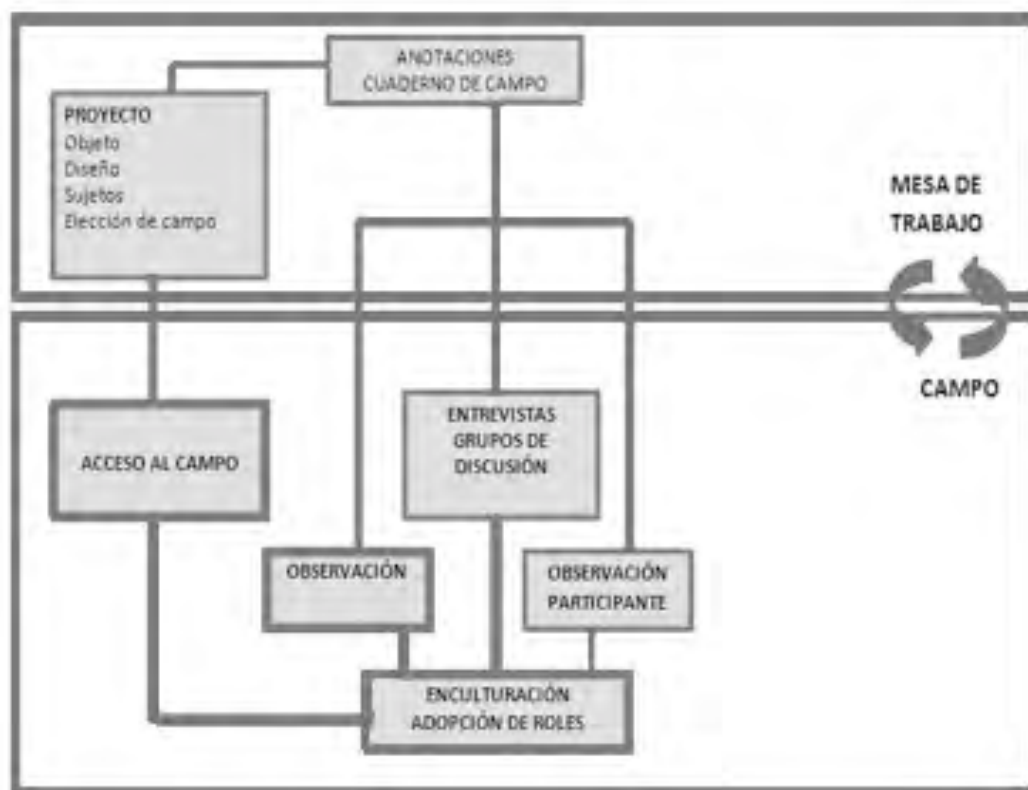 ANOTACIONES
CUADERNO DE CAMPO
PROYECTO
Objeto
Diseño
Sujetos
Elección de campo
MESA DE
TRABAJO
CAMPO
ACCESO AL CAMPO
ENTREVISTAS
GRUPOS DE
DISCUSIÓN
OBSERVACIÓN
OBSERVACIÓN
PARTICIPANTE
ENCULTURACIÓN
ADOPCIÓN DE ROLES